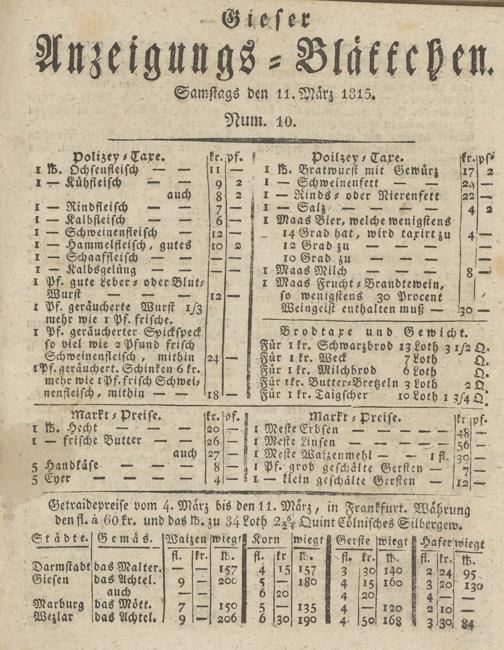 Gieser
Anzeigungs-Blättchen.
Samstags den 11. März 1815.
Num. 10.
Polizey-Taxe. kr. pf.
1 ℔. Ochsenfleisch — — 11 —
1 — Kühfleisch — — 9 2
auch 8 2
1 — Rindfleisch — — 7 —
1 — Kalbfleisch — — 6 —
1 — Schweinenfleisch — 12 —
1 — Hammelfleisch, gutes 10 2
1 — Schaaffleisch — — — —
1 — Kalbsgelüng — — — —
1 Pf. gute Leber- oder Blut-
Wurst — — — 12 —
1 Pf. geräucherte Wurst 1/3
mehr wie 1 Pf. frische.
1 Pf. geräucherter Spickspeck
so viel wie 2 Pfund frisch
Schweinenfleisch, mithin 24 —
1 Pf. geräuchert. Schinken 6 kr.
mehr wie 1 Pf. frisch Schwei-
nenfleisch, mithin — — 18 —
Poilzey-Taxe. kr. pf.
1 ℔. Bratwurst mit Gewürz 17 2
1 — Schweinenfett — — —
1 — Rinds- oder Nierenfett 22 —
1 — Salz — — — 4 2
1 Maas Bier, welche wenigstens
14 Grad hat, wird taxirt zu 4 —
12 Grad zu — — — — —
10 Grad zu — — — — —
1 Maas Milch — — — 8 —
1 Maas Frucht-Brandtewein,
so wenigstens 30 Procent
Weingeist enthalten muß — 30 —
Brodtaxe und Gewicht.
Für 1 kr. Schwarzbrod 13 Loth 3 1/2 Q.
Für 1 kr. Weck 7 Loth Q.
Für 1 kr. Milchbrod 6 Loth Q.
Für 1 kr. Butter-Bretzeln 3 Loth 2 Q.
Für 1 kr. Taigscher 10 Loth 1 3/4 Q.
Markt-Preise. kr. pf.
1 ℔. Hecht — — — 20 —
1 — frische Butter — — 26 —
auch 27 —
5 Handkäse — — — 8 —
5 Eyer — — — — 4 —
Markt-Preise. kr. pf.
1 Meste Erbsen — — — 48 —
1 Meste Linsen — — — 56 —
1 Meste Waizenmehl — — 1 fl. 30 —
1 Pf. grob geschälte Gersten — 7 —
1 — klein geschälte Gersten — 12 —
Getraidepreise vom 4. März bis den 11. März, in Frankfurt. Währung
den fl. à 60 kr. und das ℔. zu 34 Loth Quint Cölnisches Silbergew.
Städte. Gemäs. Waizen wiegt Korn wiegt Gerste wiegt Hafer wiegt
fl. kr. ℔. fl. kr. ℔. fl. kr. ℔. fl. kr. ℔.
Darmstadt das Malter. — — 157 4 15 157 3 30 140 2 24 95
Giesen das Achtel. 9 — 200 5 — 180 4 15 160 3 20 130
auch — — 6 20 4 20 4 —
Marburg das Mött. 7 — 150 5 — 135 — — 120 2 10 —
Wezlar das Achtel. 9 — 206 6 30 190 4 50 168 3 30 84